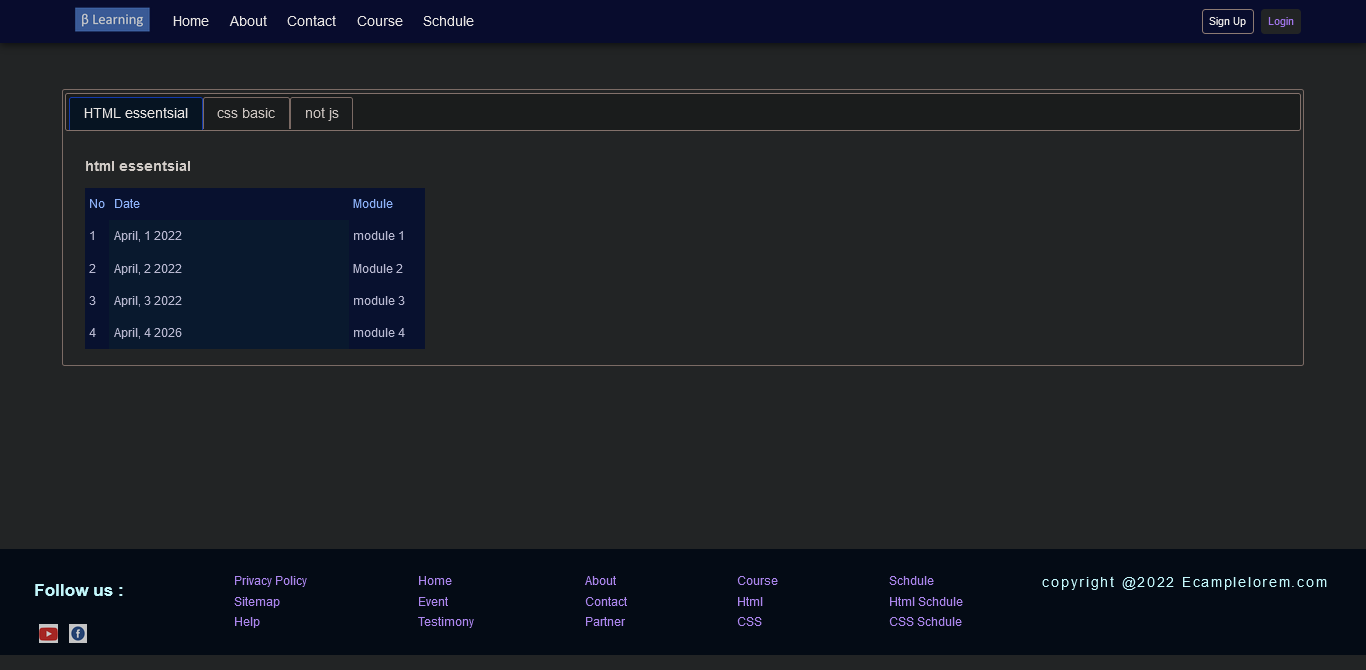 β Learning Home About Contact Course Schdule Sign Up Login
HTML essentsial css basic not js
html essentsial
No Date Module
1 April, 1 2022 module 1
2 April, 2 2022 Module 2
3 April, 3 2022 module 3
4 April, 4 2026 module 4
Follow us :
Privacy Policy
Sitemap
Help
Home
Event
Testimony
About
Contact
Partner
Course
Html
CSS
Schdule
Html Schdule
CSS Schdule
copyright @2022 Ecamplelorem.com